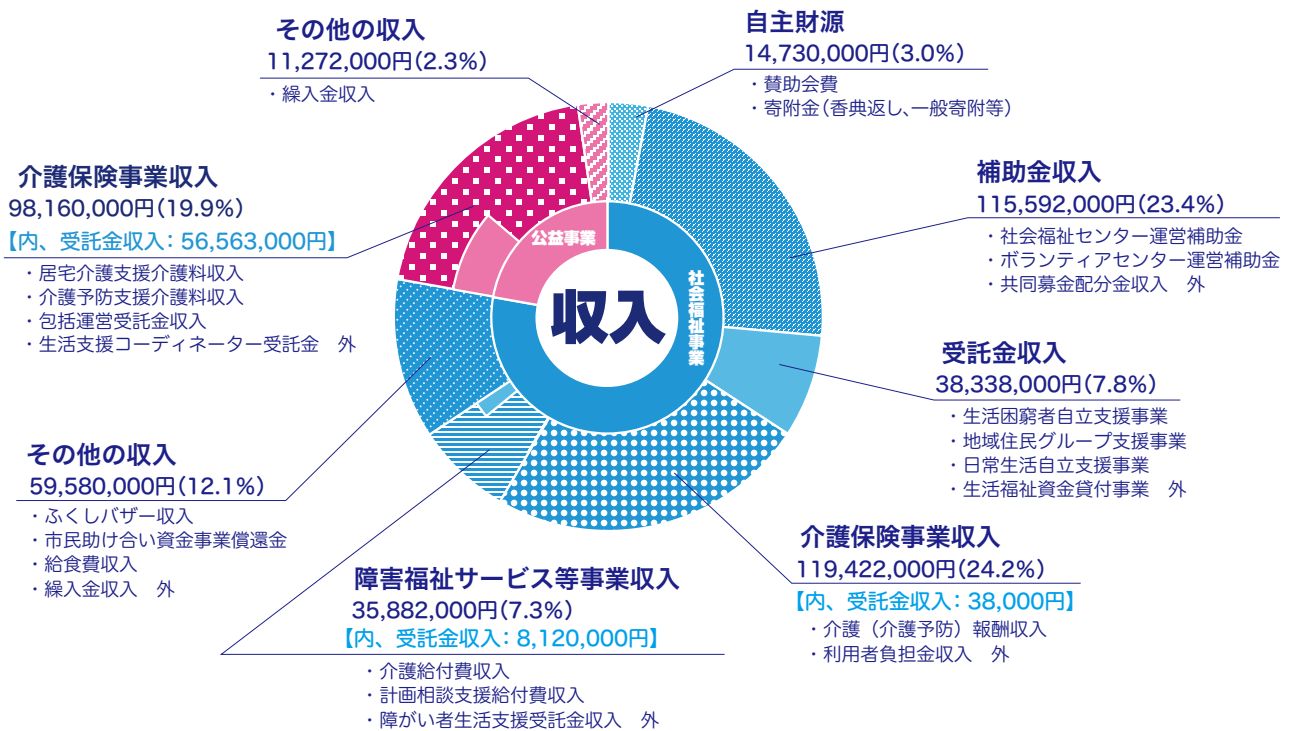 自主財源
14,730,000円(3.0%)
・賛助会費
・寄附金(香典返し、一般寄附等)
補助金収入
115,592,000円(23.4%)
・社会福祉センター運営補助金
・ボランティアセンター運営補助金
・共同募金配分金収入　外
受託金収入
38,338,000円(7.8%)
・生活困窮者自立支援事業
・地域住民グループ支援事業
・日常生活自立支援事業
・生活福祉資金貸付事業　外
介護保険事業収入
119,422,000円(24.2%)
【内、受託金収入：38,000円】
・介護（介護予防）報酬収入
・利用者負担金収入　外
障害福祉サービス等事業収入
35,882,000円(7.3%)
【内、受託金収入：8,120,000円】
・介護給付費収入
・計画相談支援給付費収入
・障がい者生活支援受託金収入　外
その他の収入
59,580,000円(12.1%)
・ふくしバザー収入
・市民助け合い資金事業償還金
・給食費収入
・繰入金収入　外
介護保険事業収入
98,160,000円(19.9%)
【内、受託金収入：56,563,000円】
・居宅介護支援介護料収入
・介護予防支援介護料収入
・包括運営受託金収入
・生活支援コーディネーター受託金　外
その他の収入
11,272,000円(2.3%)
・繰入金収入
公益事業
社会福祉事業
収入